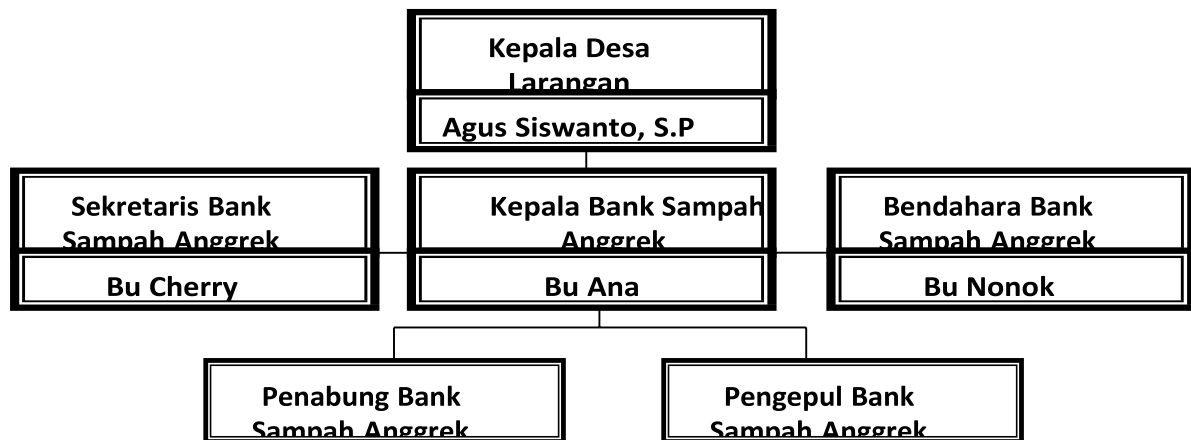 Kepala Desa
Larangan
Agus Siswanto, S.P
Sekretaris Bank
Sampah Anggrek
Bu Cherry
Kepala Bank Sampah
Anggrek
Bu Ana
Bendahara Bank
Sampah Anggrek
Bu Nonok
Penabung Bank
Sampah Anggrek
Pengepul Bank
Sampah Anggrek